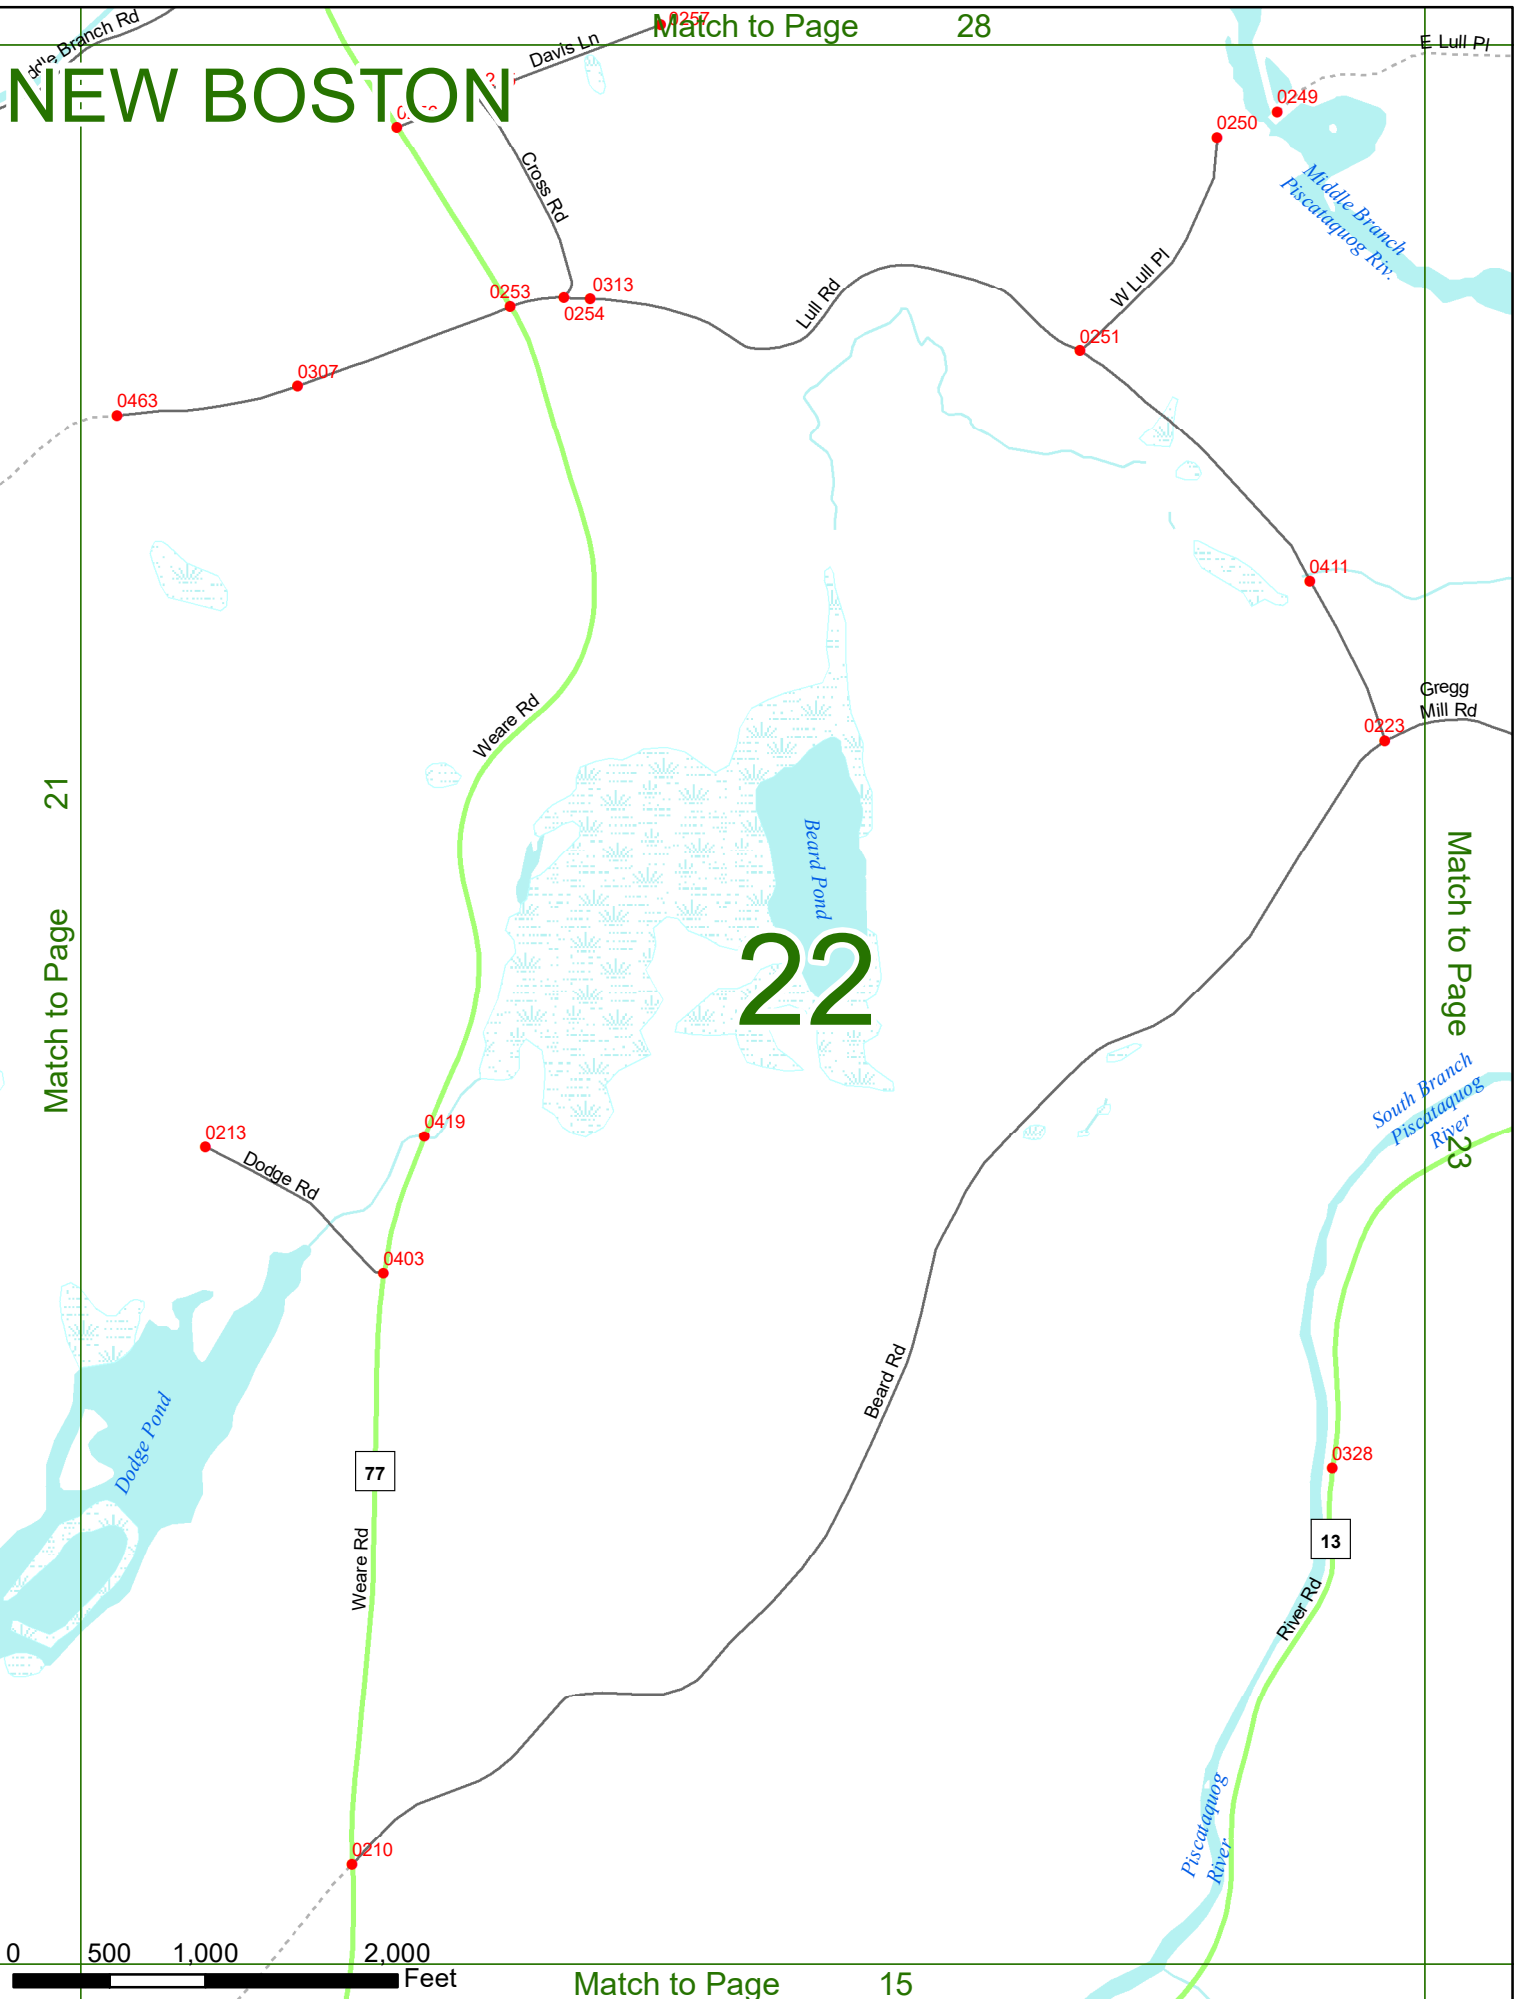 Match to Page 28
0257
Branch Rd
Davis Ln
E Lull Pl
NEW BOSTON
0249
0250
Cross Rd
Middle Branch
Piscataquog Riv.
W Lull Pl
0253
0313
0254
Lull Rd
0251
0307
0463
0411
Gregg
Mill Rd
0223
Weare Rd
Match to Page 21
Beard Pond
22
Match to Page 23
South Branch
Piscataquog
River
0419
0213
Dodge Rd
0403
Beard Rd
Dodge Pond
77
0328
13
Weare Rd
River Rd
Piscataquog
River
0210
0 500 1,000 2,000
Feet
Match to Page 15